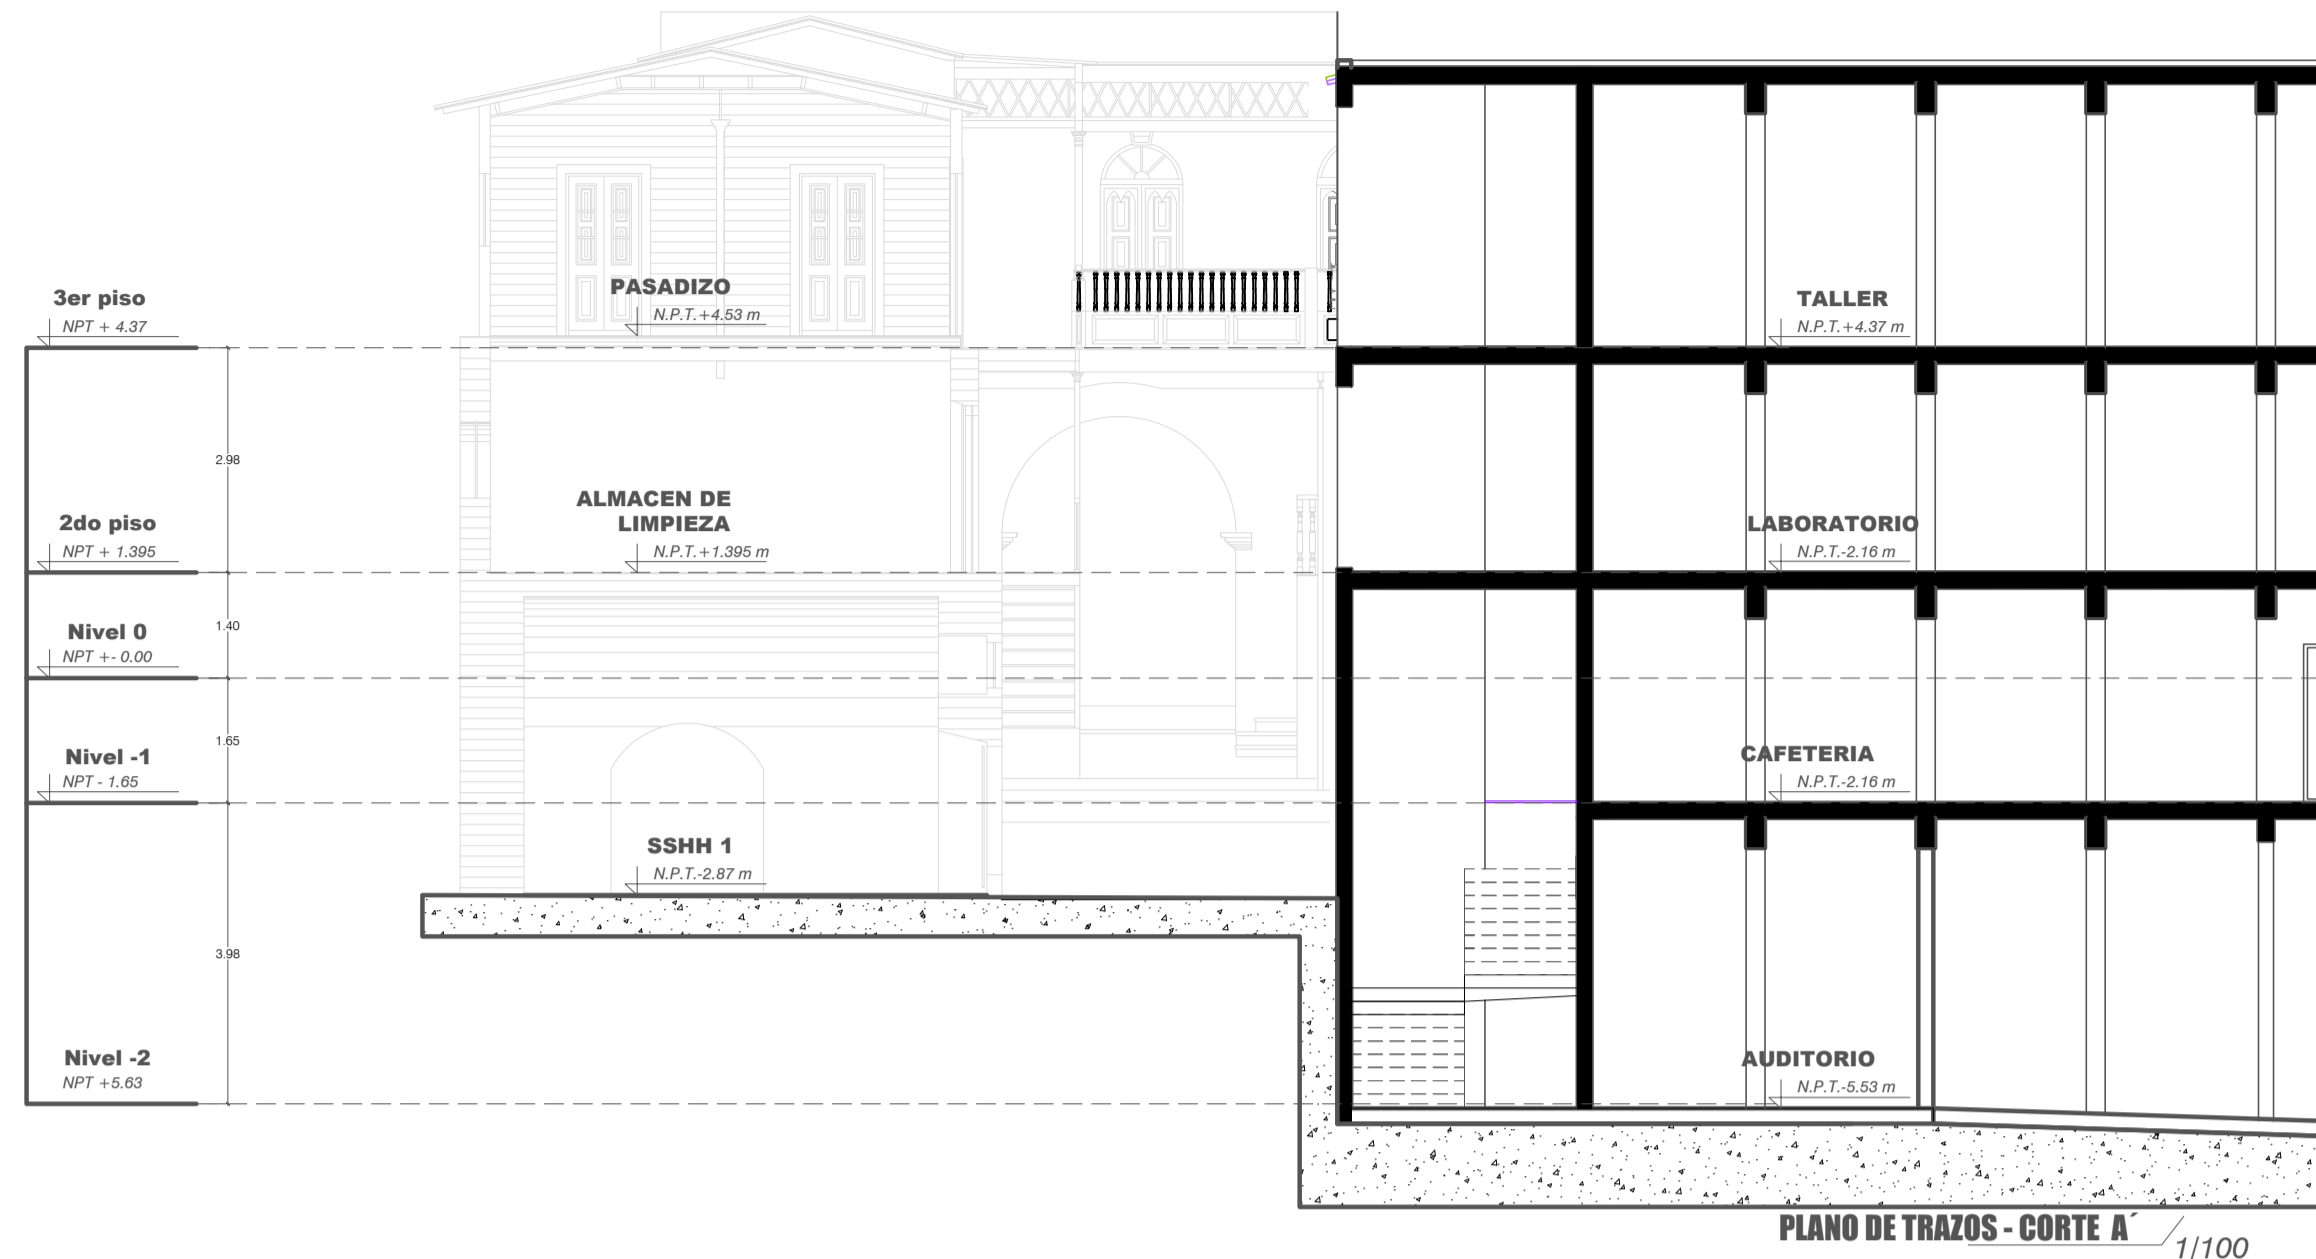 3er piso
NPT + 4.37
PASADIZO
N.P.T.+4.53 m
TALLER
N.P.T.+4.37 m
2.98
2do piso
NPT + 1.395
ALMACEN DE
LIMPIEZA
N.P.T.+1.395 m
LABORATORIO
N.P.T.-2.16 m
1.40
Nivel 0
NPT +- 0.00
1.65
Nivel -1
NPT - 1.65
CAFETERIA
N.P.T.-2.16 m
SSHH 1
N.P.T.-2.87 m
3.98
Nivel -2
NPT +5.63
AUDITORIO
N.P.T.-5.53 m
PLANO DE TRAZOS - CORTE A´
1/100